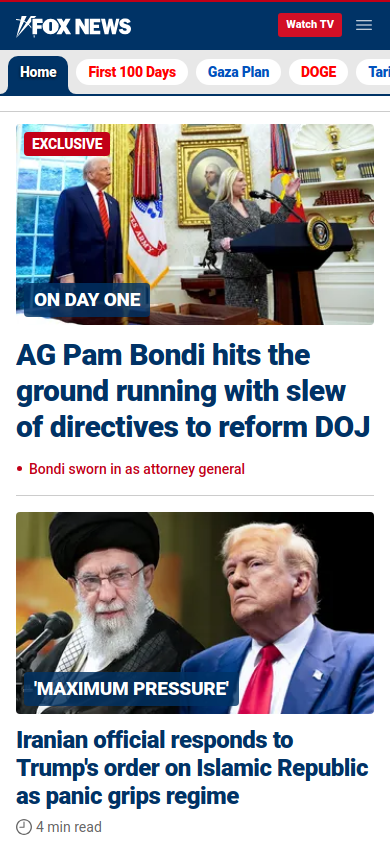 FOX NEWS
Watch TV
Home
First 100 Days
Gaza Plan
DOGE
Tari
EXCLUSIVE
ARMY
ON DAY ONE
AG Pam Bondi hits the
ground running with slew
of directives to reform DOJ
Bondi sworn in as attorney general
'MAXIMUM PRESSURE'
Iranian official responds to
Trump's order on Islamic Republic
as panic grips regime
4 min read